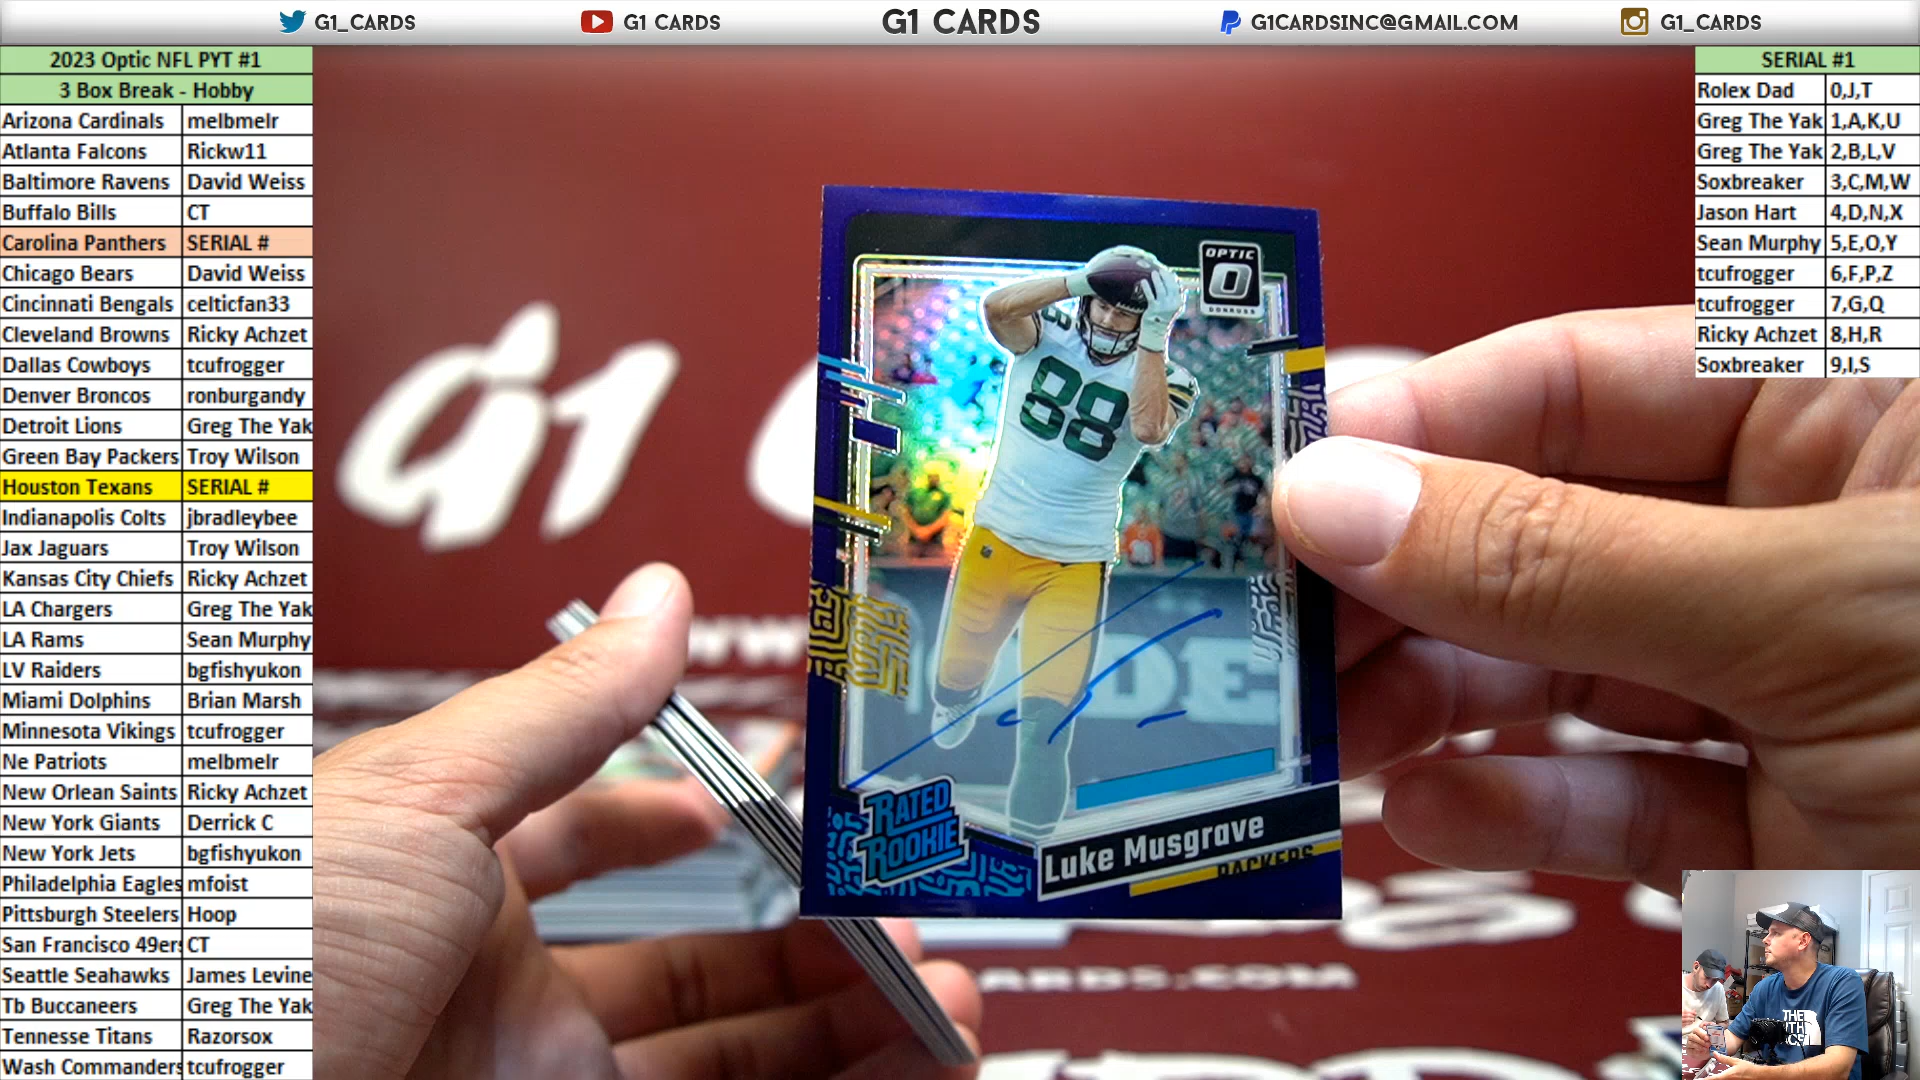 G1_CARDS G1 CARDS G1 CARDS G1CARDSINC@GMAIL.COM G1_CARDS
2023 Optic NFL PYT #1
3 Box Break - Hobby
Arizona Cardinals melbmelr
Atlanta Falcons Rickw11
Baltimore Ravens David Weiss
Buffalo Bills CT
Carolina Panthers SERIAL #
Chicago Bears David Weiss
Cincinnati Bengals celticfan33
Cleveland Browns Ricky Achzet
Dallas Cowboys tcufrogger
Denver Broncos ronburgandy
Detroit Lions Greg The Yak
Green Bay Packers Troy Wilson
Houston Texans SERIAL #
Indianapolis Colts jbradleybee
Jax Jaguars Troy Wilson
Kansas City Chiefs Ricky Achzet
LA Chargers Greg The Yak
LA Rams Sean Murphy
LV Raiders bgfishyukon
Miami Dolphins Brian Marsh
Minnesota Vikings tcufrogger
Ne Patriots melbmelr
New Orlean Saints Ricky Achzet
New York Giants Derrick C
New York Jets bgfishyukon
Philadelphia Eagles mfoist
Pittsburgh Steelers Hoop
San Francisco 49ers CT
Seattle Seahawks James Levine
Tb Buccaneers Greg The Yak
Tennesse Titans Razorsox
Wash Commanders tcufrogger
SERIAL #1
Rolex Dad 0,J,T
Greg The Yak 1,A,K,U
Greg The Yak 2,B,L,V
Soxbreaker 3,C,M,W
Jason Hart 4,D,N,X
Sean Murphy 5,E,O,Y
tcufrogger 6,F,P,Z
tcufrogger 7,G,Q
Ricky Achzet 8,H,R
Soxbreaker 9,I,S
G1
OPTIC
O
DONRUSS
88
RATED
ROOKIE
Luke Musgrave
PACKERS
CARDS.COM
THE